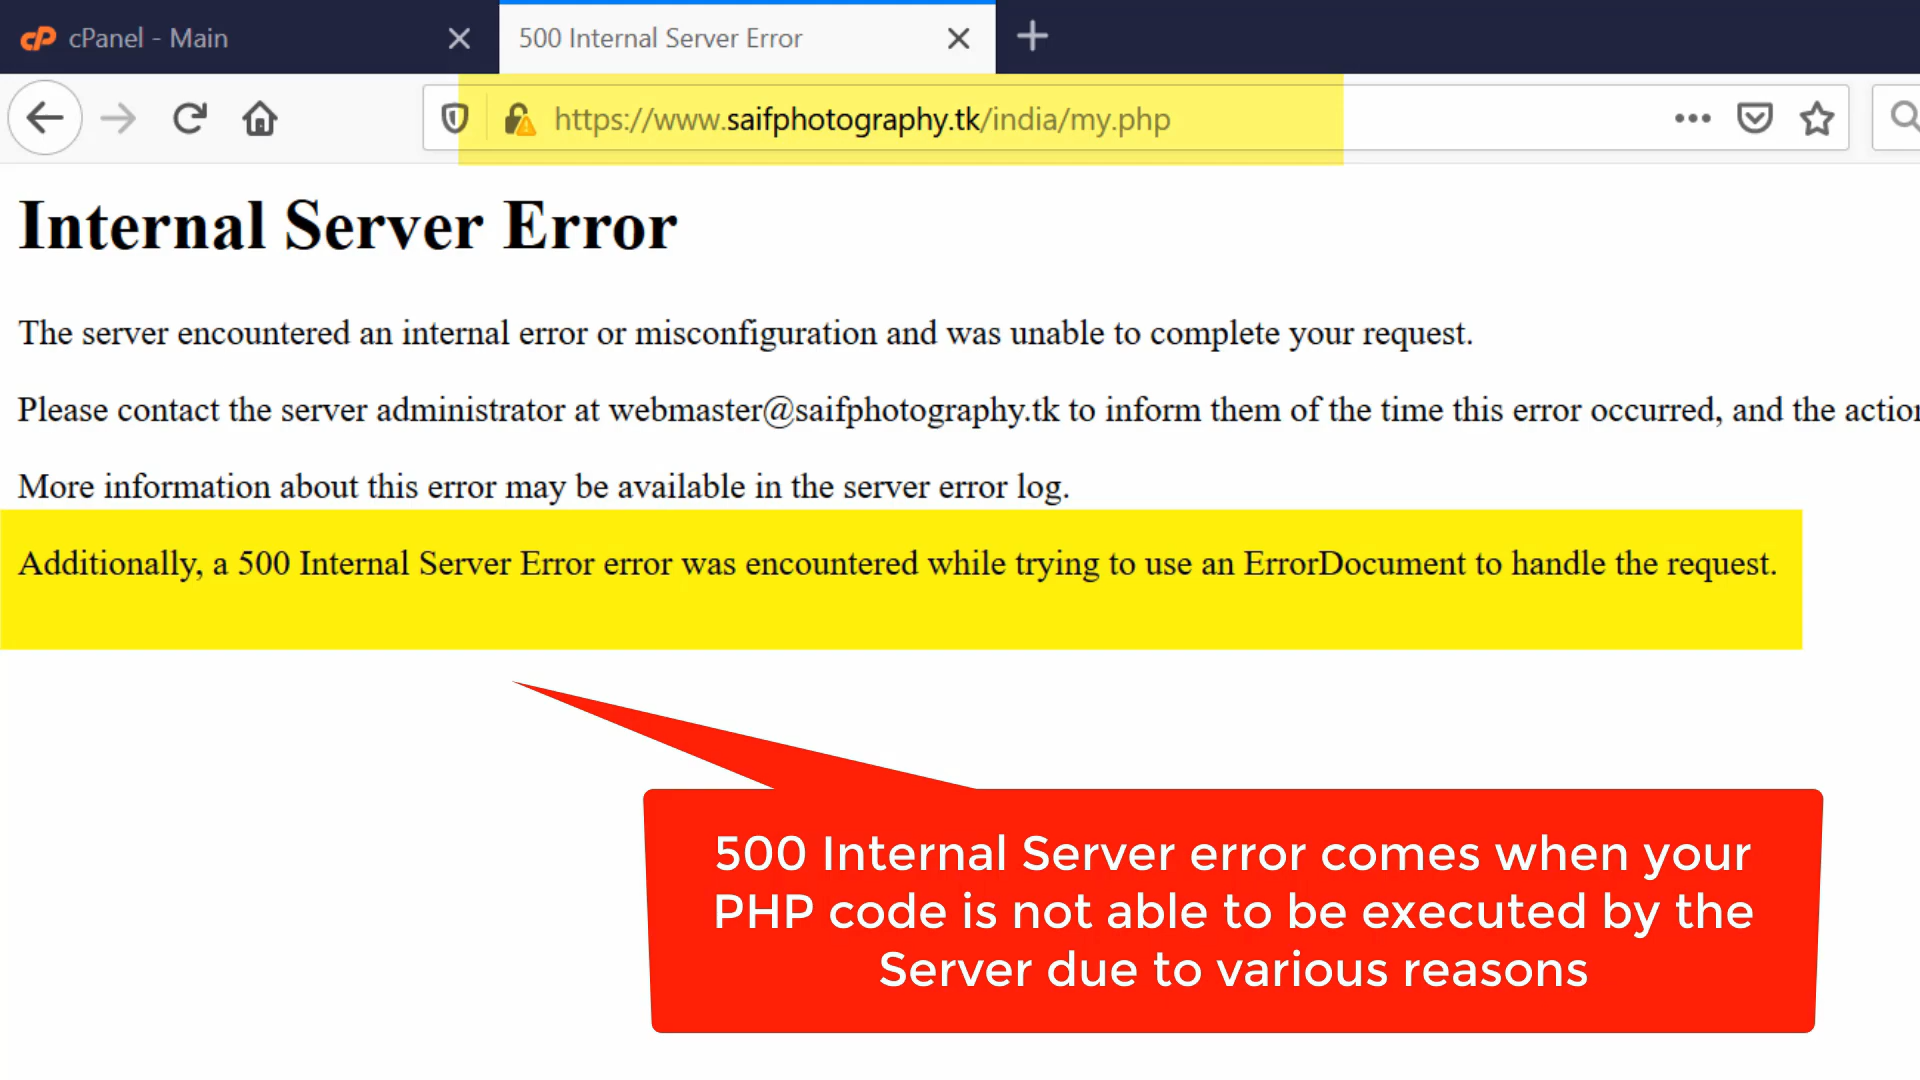 cPanel - Main
500 Internal Server Error
https://www.saifphotography.tk/india/my.php
Internal Server Error
The server encountered an internal error or misconfiguration and was unable to complete your request.
Please contact the server administrator at webmaster@saifphotography.tk to inform them of the time this error occurred, and the action
More information about this error may be available in the server error log.
Additionally, a 500 Internal Server Error error was encountered while trying to use an ErrorDocument to handle the request.
500 Internal Server error comes when your
PHP code is not able to be executed by the
Server due to various reasons